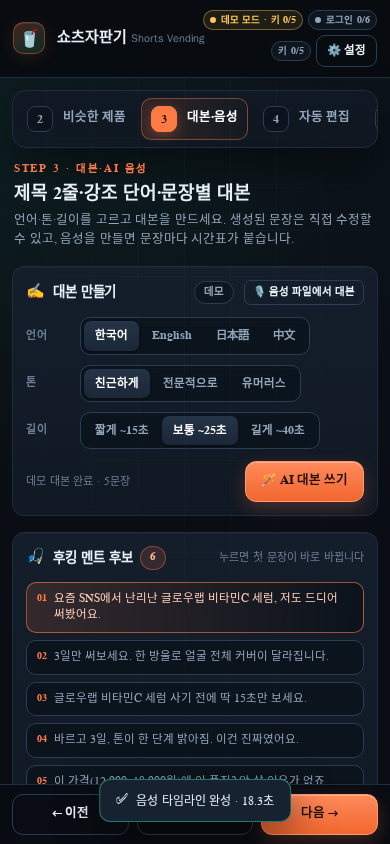 데모 모드 · 키 0/5
로그인 0/6
쇼츠자판기 Shorts Vending
키 0/5
설정
2 비슷한 제품
3 대본·음성
4 자동 편집
STEP 3 · 대본·AI 음성
제목 2줄·강조 단어·문장별 대본
언어·톤·길이를 고르고 대본을 만드세요. 생성된 문장은 직접 수정할
수 있고, 음성을 만들면 문장마다 시간표가 붙습니다.
대본 만들기
데모
음성 파일에서 대본
언어
한국어
English
日本語
中文
톤
친근하게
전문적으로
유머러스
길이
짧게 ~15초
보통 ~25초
길게 ~40초
데모 대본 완료 · 5문장
AI 대본 쓰기
후킹 멘트 후보 6
누르면 첫 문장이 바로 바뀝니다
01 요즘 SNS에서 난리난 글로우랩 비타민C 세럼, 저도 드디어
써봤어요.
02 3일만 써보세요. 한 방울로 얼굴 전체 커버이 달라집니다.
03 글로우랩 비타민C 세럼 사기 전에 딱 15초만 보세요.
04 바르고 3일, 톤이 한 단계 밝아짐. 이건 진짜였어요.
05 이 가격
← 이전
음성 타임라인 완성 · 18.3초
다음 →